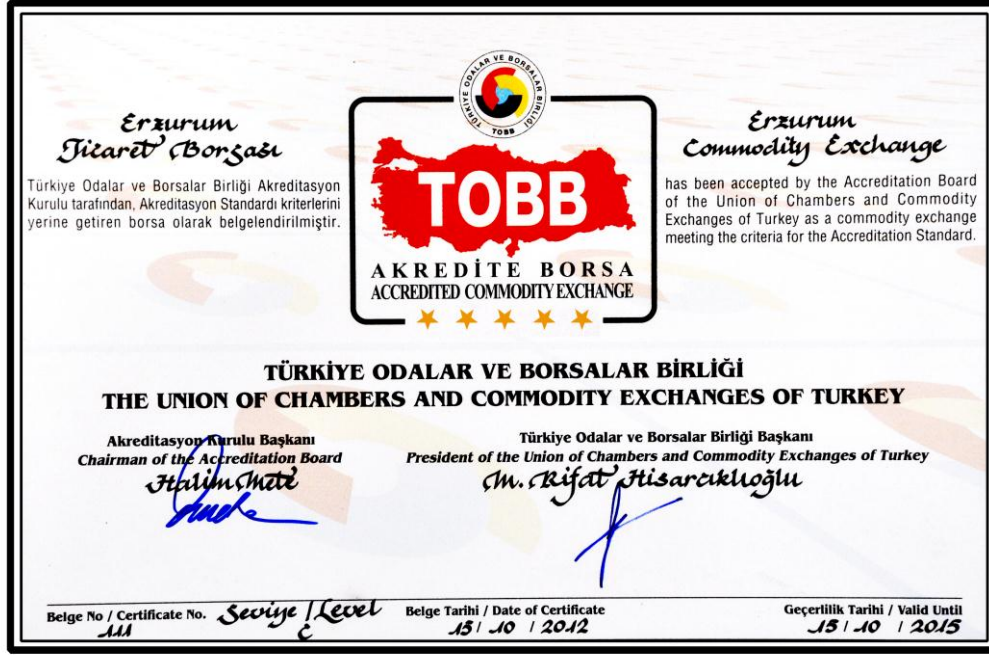 TÜRKİYE ODALAR VE BORSALAR BİRLİĞİ
TOBB
Erzurum
Ticaret Borsası
Türkiye Odalar ve Borsalar Birliği Akreditasyon
Kurulu tarafından, Akreditasyon Standardı kriterlerini
yerine getiren borsa olarak belgelendirilmiştir.
TOBB
AKREDİTE BORSA
ACCREDITED COMMODITY EXCHANGE
Erzurum
Commodity Exchange
has been accepted by the Accreditation Board
of the Union of Chambers and Commodity
Exchanges of Turkey as a commodity exchange
meeting the criteria for the Accreditation Standard.
TÜRKİYE ODALAR VE BORSALAR BİRLİĞİ
THE UNION OF CHAMBERS AND COMMODITY EXCHANGES OF TURKEY
Akreditasyon Kurulu Başkanı
Chairman of the Accreditation Board
Halim Mete
Türkiye Odalar ve Borsalar Birliği Başkanı
President of the Union of Chambers and Commodity Exchanges of Turkey
M. Rifat Hisarcıklıoğlu
Belge No / Certificate No. Seviye / Level
111 C
Belge Tarihi / Date of Certificate
15 / 10 / 2012
Geçerlilik Tarihi / Valid Until
15 / 10 / 2015